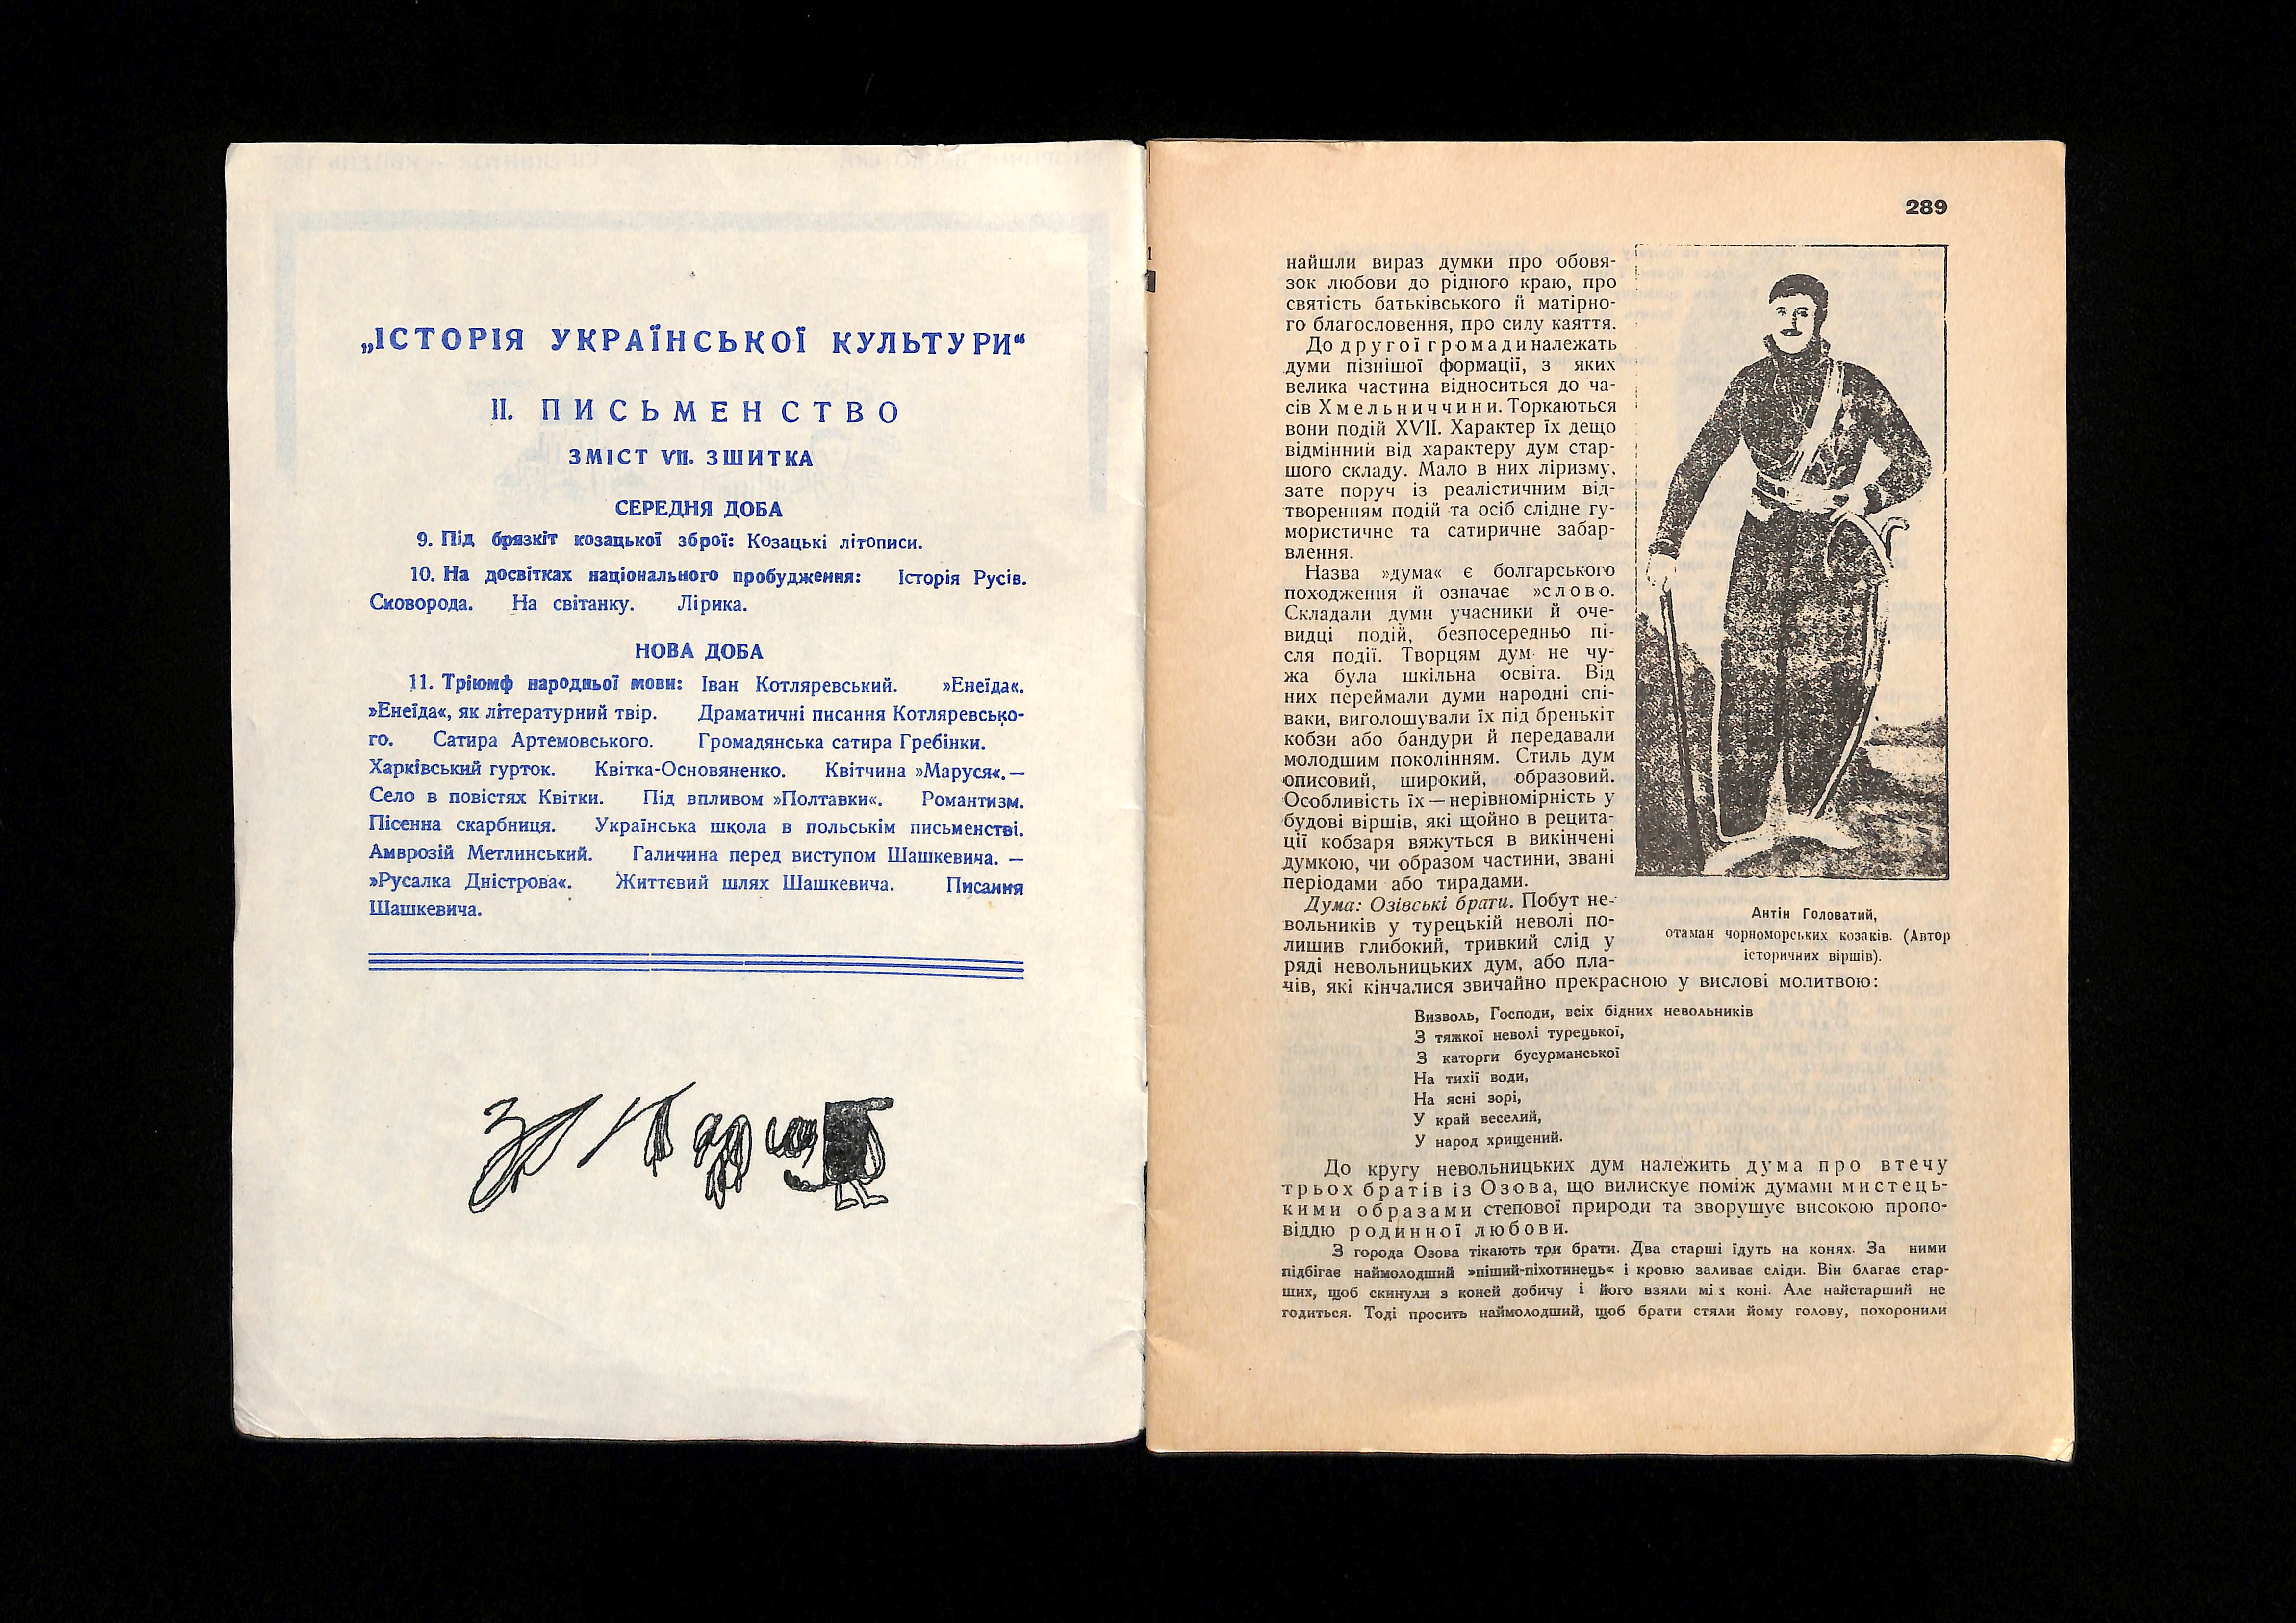 „ІСТОРІЯ УКРАЇНСЬКОЇ КУЛЬТУРИ“
II. ПИСЬМЕНСТВО
ЗМІСТ VII. ЗШИТКА
СЕРЕДНЯ ДОБА
9. Під брязкіт козацької зброї: Козацькі літописи.
10. На досвітках національного пробудження: Історія Русів.
Сковорода. На світанку. Лірика.
НОВА ДОБА
11. Тріюмф народньої мови: Іван Котляревський. »Енеїда«.
»Енеїда«, як літературний твір. Драматичні писання Котляревсько-
го. Сатира Артемовського. Громадянська сатира Гребінки.
Харківський гурток. Квітка-Основяненко. Квітчина »Маруся«. —
Село в повістях Квітки. Під впливом »Полтавки«. Романтизм.
Пісенна скарбниця. Українська школа в польськім письменстві.
Амврозій Метлинський. Галичина перед виступом Шашкевича. —
»Русалка Дністрова«. Життєвий шлях Шашкевича. Писання
Шашкевича.
289
найшли вираз думки про обовя-
зок любови до рідного краю, про
святість батьківського й матірно-
го благословення, про силу каяття.
До другої громади належать
думи пізнішої формації, з яких
велика частина відноситься до ча-
сів Хмельниччини. Торкаються
вони подій XVII. Характер їх дещо
відмінний від характеру дум стар-
шого складу. Мало в них ліризму,
зате поруч із реалістичним від-
творенням подій та осіб слідне гу-
мористичне та сатиричне забар-
влення.
Назва »дума« є болгарського
походження й означає »слово.
Складали думи учасники й оче-
видці подій, безпосередньо пі-
сля події. Творцям дум не чу-
жа була шкільна освіта. Від
них переймали думи народні спі-
ваки, виголошували їх під бренькіт
кобзи або бандури й передавали
молодшим поколінням. Стиль дум
описовий, широкий, образовий.
Особливість їх — нерівномірність у
будові віршів, які щойно в рецита-
ції кобзаря вяжуться в викінчені
думкою, чи образом частини, звані
періодами або тирадами.
Дума: Озівські брати. Побут не-
вольників у турецькій неволі по-
лишив глибокий, тривкий слід у
ряді невольницьких дум, або пла-
чів, які кінчалися звичайно прекрасною у вислові молитвою:
Антін Головатий,
отаман чорноморських козаків. (Автор
історичних віршів).
Визволь, Господи, всіх бідних невольників
З тяжкої неволі турецької,
З каторги бусурманської
На тихії води,
На ясні зорі,
У край веселий,
У народ хрищений.
До кругу невольницьких дум належить дума про втечу
трьох братів із Озова, що вилискує поміж думами мистець-
кими образами степової природи та зворушує високою пропо-
віддю родинної любови.
З города Озова тікають три брати. Два старші їдуть на конях. За ними
підбігає наймолодший »піший-піхотинець« і кровю заливає сліди. Він благає стар-
ших, щоб скинули з коней добичу і його взяли між коні. Але найстарший не
годиться. Тоді просить наймолодший, щоб брати стяли йому голову, похоронили